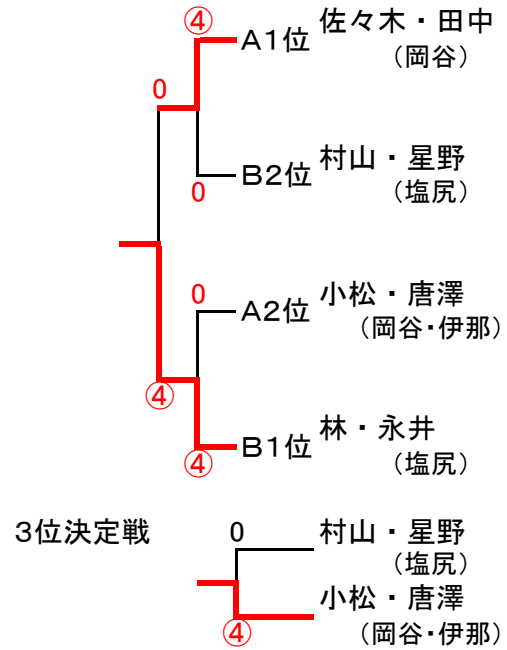 ④
A1位 佐々木・田中
(岡谷)
0
B2位 村山・星野
0 (塩尻)
0
A2位 小松・唐澤
(岡谷・伊那)
④
B1位 林・永井
④ (塩尻)
3位決定戦 0 村山・星野
(塩尻)
小松・唐澤
④ (岡谷・伊那)